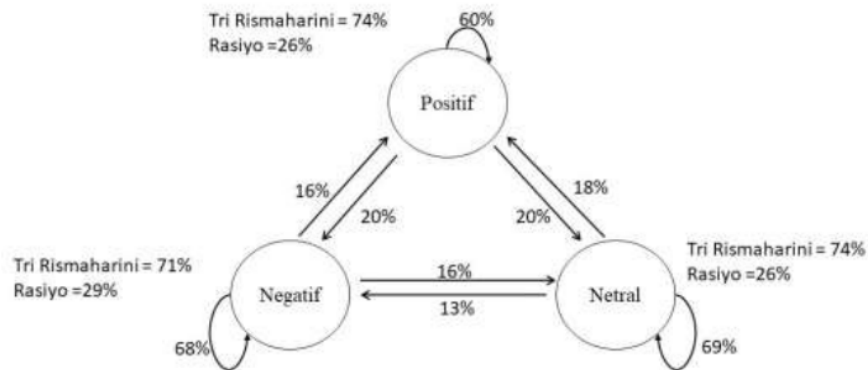 Tri Rismaharini = 74%
Rasiyo =26%
60%
Positif
16%
20%
20%
18%
Tri Rismaharini = 71%
Rasiyo =29%
Negatif
16%
13%
Netral
Tri Rismaharini = 74%
Rasiyo =26%
68%
69%